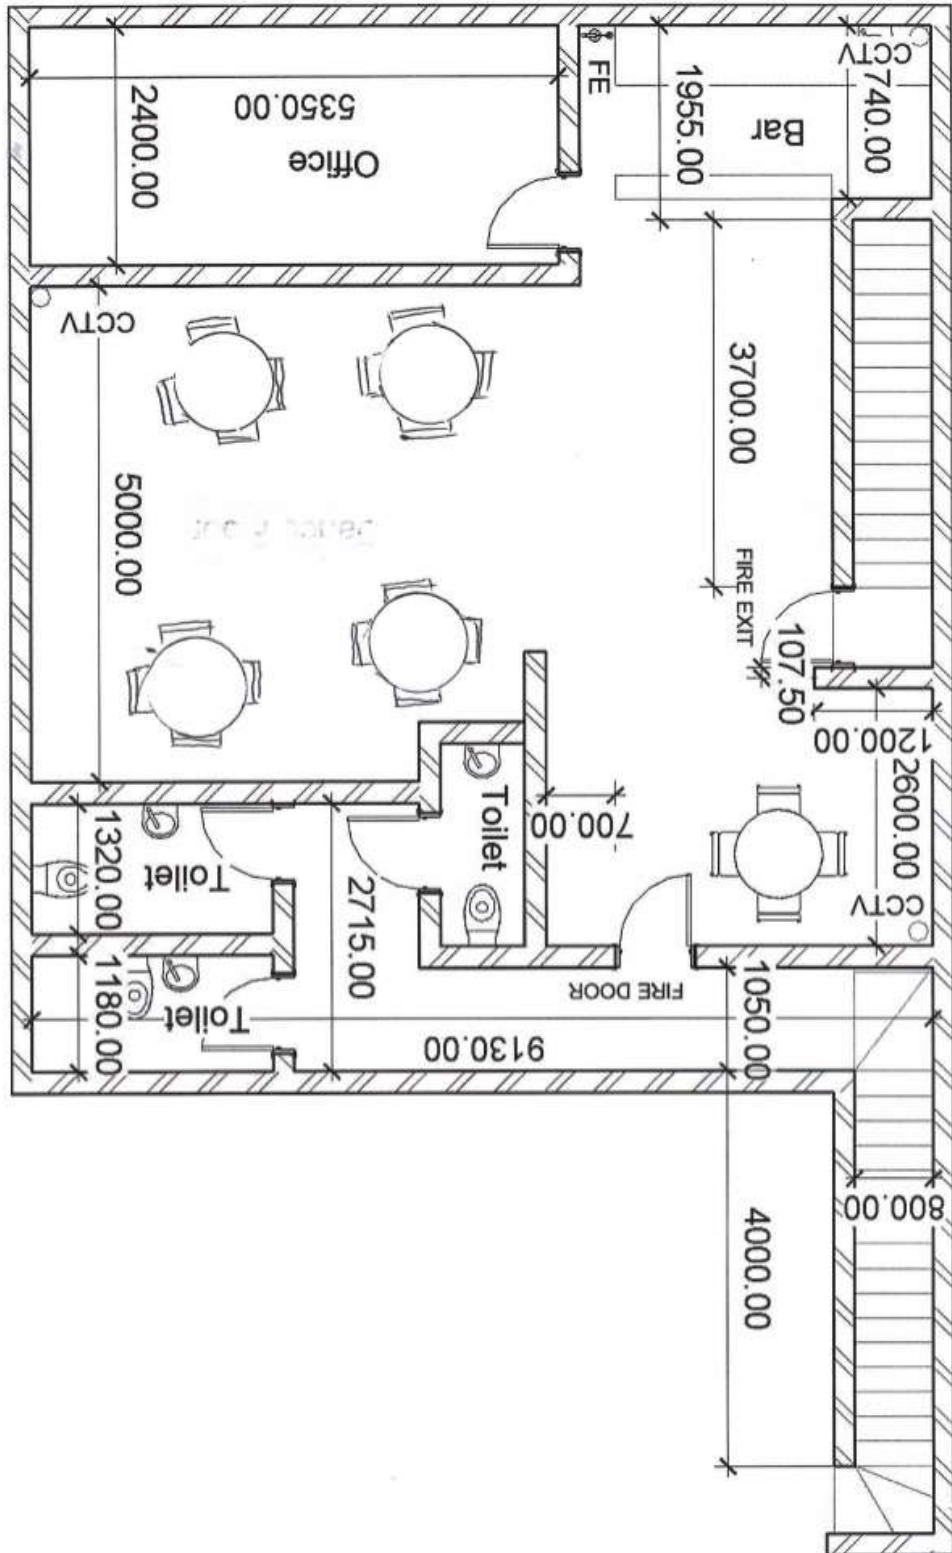 CCTV
740.00
Bar
1955.00
FE
5350.00
2400.00
Office
CCTV
3700.00
5000.00
FIRE EXIT
107.50
1200.00
2600.00
CCTV
700.00
Toilet
1320.00
Toilet
2715.00
1180.00
Toilet
FIRE DOOR
1050.00
9130.00
800.00
4000.00